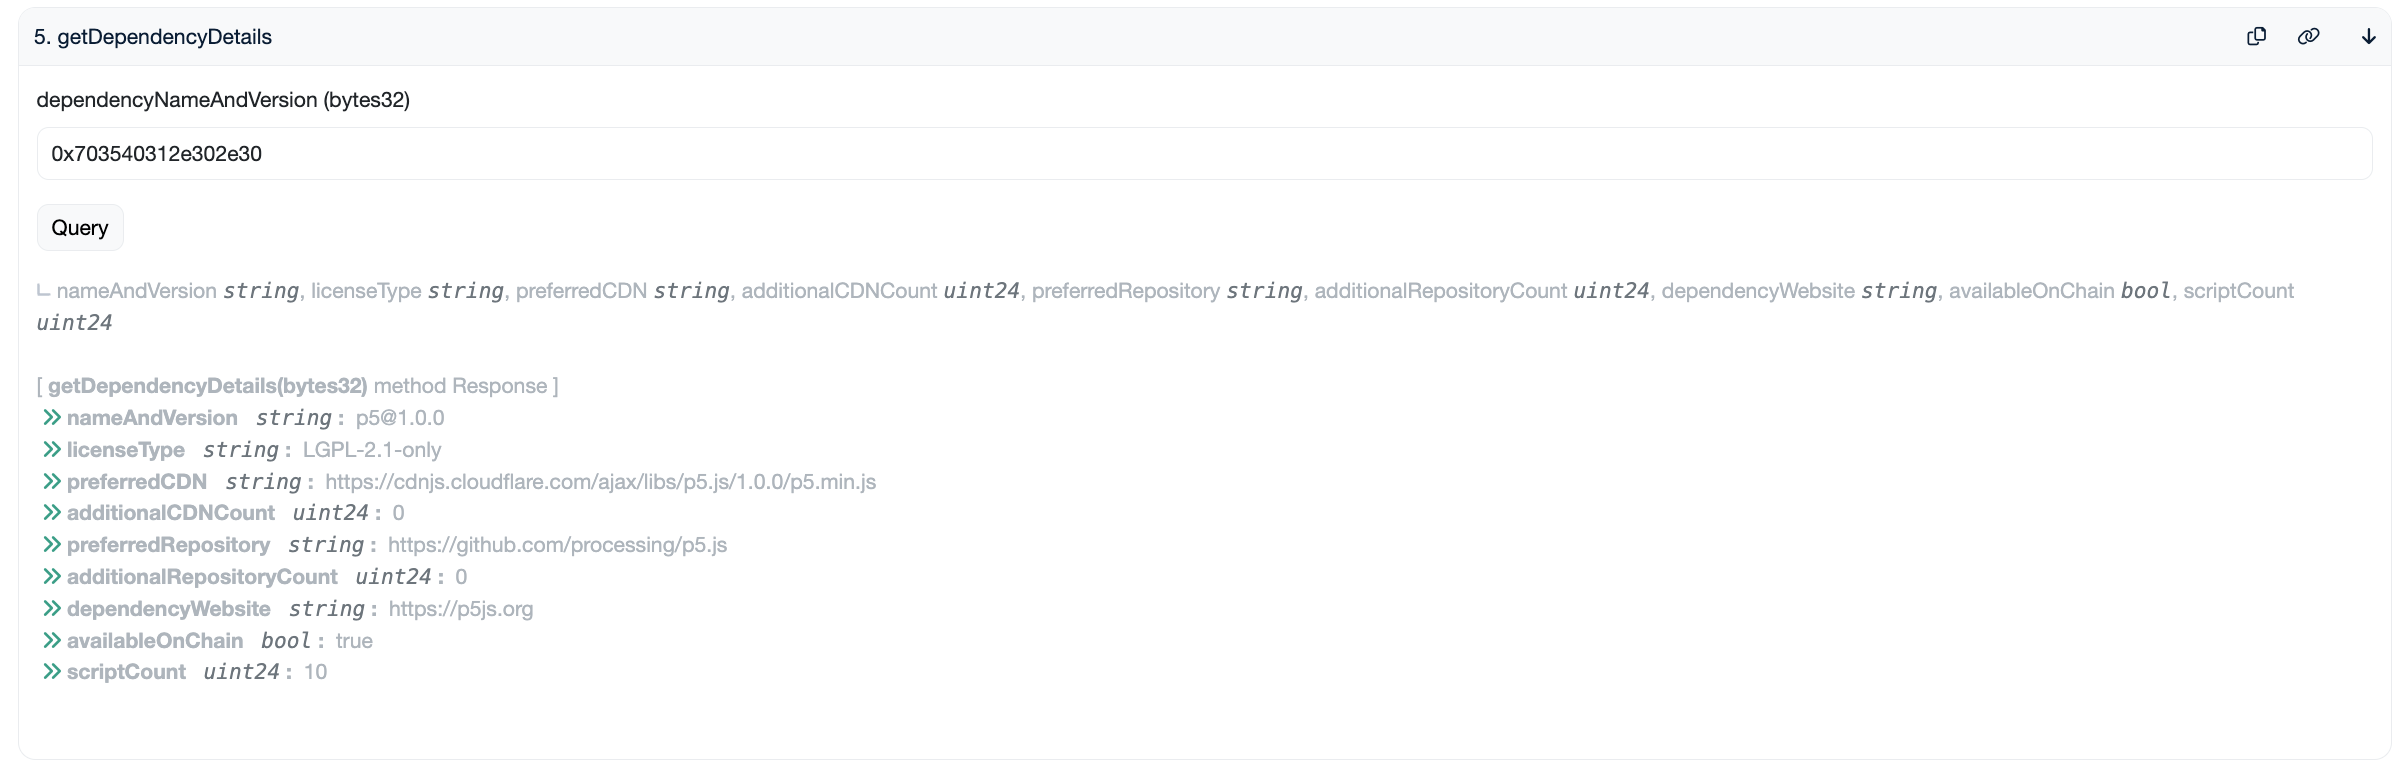 5. getDependencyDetails
dependencyNameAndVersion (bytes32)
0x703540312e302e30
Query
nameAndVersion string, licenseType string, preferredCDN string, additionalCDNCount uint24, preferredRepository string, additionalRepositoryCount uint24, dependencyWebsite string, availableOnChain bool, scriptCount
uint24
[ getDependencyDetails(bytes32) method Response ]
nameAndVersion string : p5@1.0.0
licenseType string : LGPL-2.1-only
preferredCDN string : https://cdnjs.cloudflare.com/ajax/libs/p5.js/1.0.0/p5.min.js
additionalCDNCount uint24 : 0
preferredRepository string : https://github.com/processing/p5.js
additionalRepositoryCount uint24 : 0
dependencyWebsite string : https://p5js.org
availableOnChain bool : true
scriptCount uint24 : 10